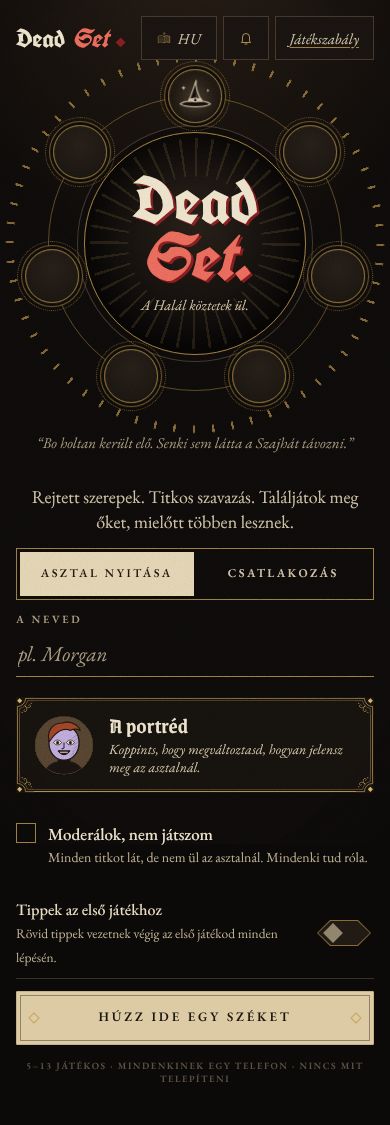 Dead Set
HU
Játékszabály
Dead
Set.
A Halál köztetek ül.
“Bo holtan került elő. Senki sem látta a Szajhát távozni.”
Rejtett szerepek. Titkos szavazás. Találjátok meg
őket, mielőtt többen lesznek.
ASZTAL NYITÁSA
CSATLAKOZÁS
A NEVED
pl. Morgan
A portréd
Koppints, hogy megváltoztasd, hogyan jelensz
meg az asztalnál.
Moderálok, nem játszom
Minden titkot lát, de nem ül az asztalnál. Mindenki tud róla.
Tippek az első játékhoz
Rövid tippek vezetnek végig az első játékod minden
lépésén.
HÚZZ IDE EGY SZÉKET
5–13 JÁTÉKOS · MINDENKINEK EGY TELEFON · NINCS MIT
TELEPÍTENI